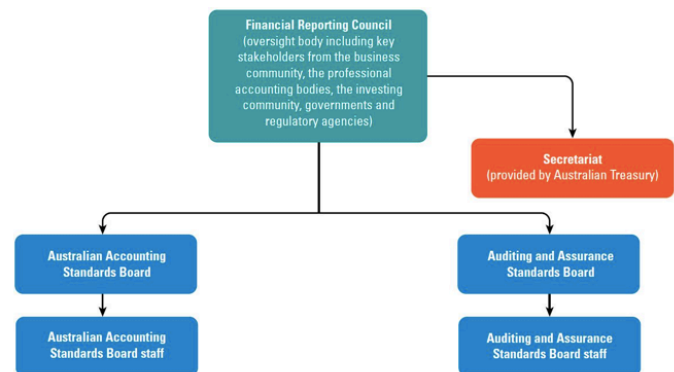 Financial Reporting Council
(oversight body including key
stakeholders from the business
community, the professional
accounting bodies, the investing
community, governments and
regulatory agencies)
Secretariat
(provided by Australian Treasury)
Australian Accounting
Standards Board
Auditing and Assurance
Standards Board
Australian Accounting
Standards Board staff
Auditing and Assurance
Standards Board staff